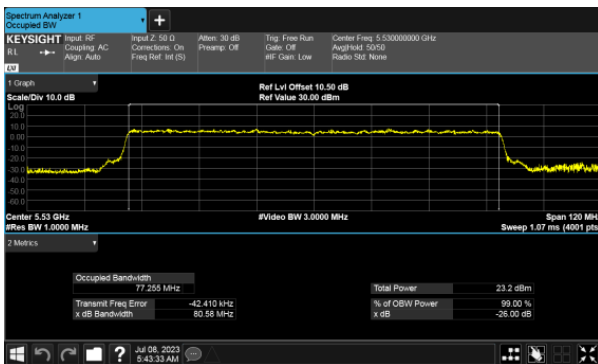 Spectrum Analyzer 1
Occupied BW
KEYSIGHT Input: RF Input Z: 50 Ω Atten: 30 dB Trig: Free Run Center Freq: 5.530000000 GHz
RL Coupling: AC Corrections: On Preamp: Off Gate: Off Avg|Hold: 50/50
Align: Auto Freq Ref: Int (S) #IF Gain: Low Radio Std: None
LXI
1 Graph
Ref Lvl Offset 10.50 dB
Scale/Div 10.0 dB Ref Value 30.00 dBm
Log
20.0
10.0
0.00
-10.0
-20.0
-30.0
-40.0
-50.0
-60.0
Center 5.53 GHz #Video BW 3.0000 MHz Span 120 MH
#Res BW 1.0000 MHz Sweep 1.07 ms (4001 pts
2 Metrics
Occupied Bandwidth
77.255 MHz Total Power 23.2 dBm
Transmit Freq Error -42.410 kHz % of OBW Power 99.00 %
x dB Bandwidth 80.58 MHz x dB -26.00 dB
? Jul 08, 2023
5:43:33 AM